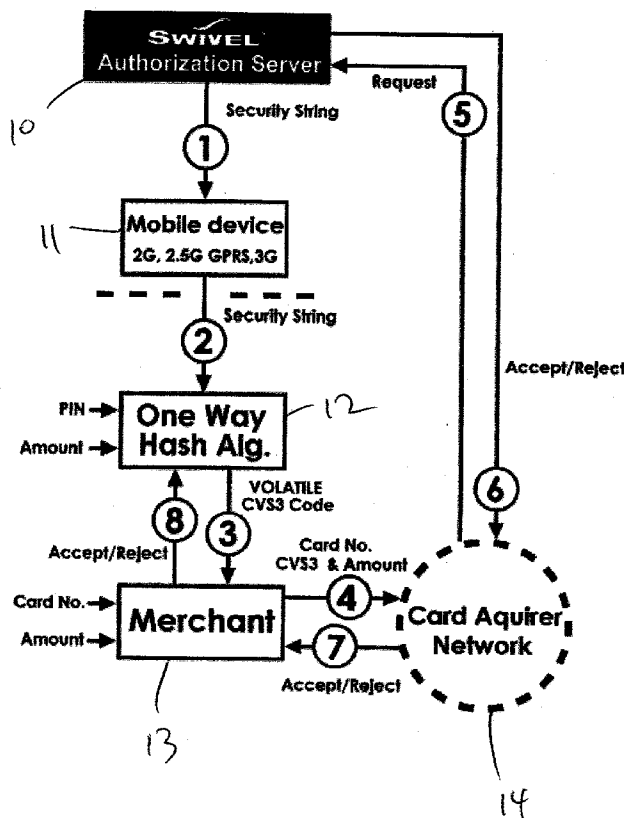 SWIVEL
Authorization Server
10
Request
5
Security String
1
11
Mobile device
2G, 2.5G GPRS,3G
Security String
2
Accept/Reject
PIN
12
One Way
Hash Alg.
Amount
6
VOLATILE
CVS3 Code
8
3
Accept/Reject
Card No.
CVS3 & Amount
4
Card No.
Merchant
Amount
Card Aquirer
Network
7
Accept/Reject
13
14